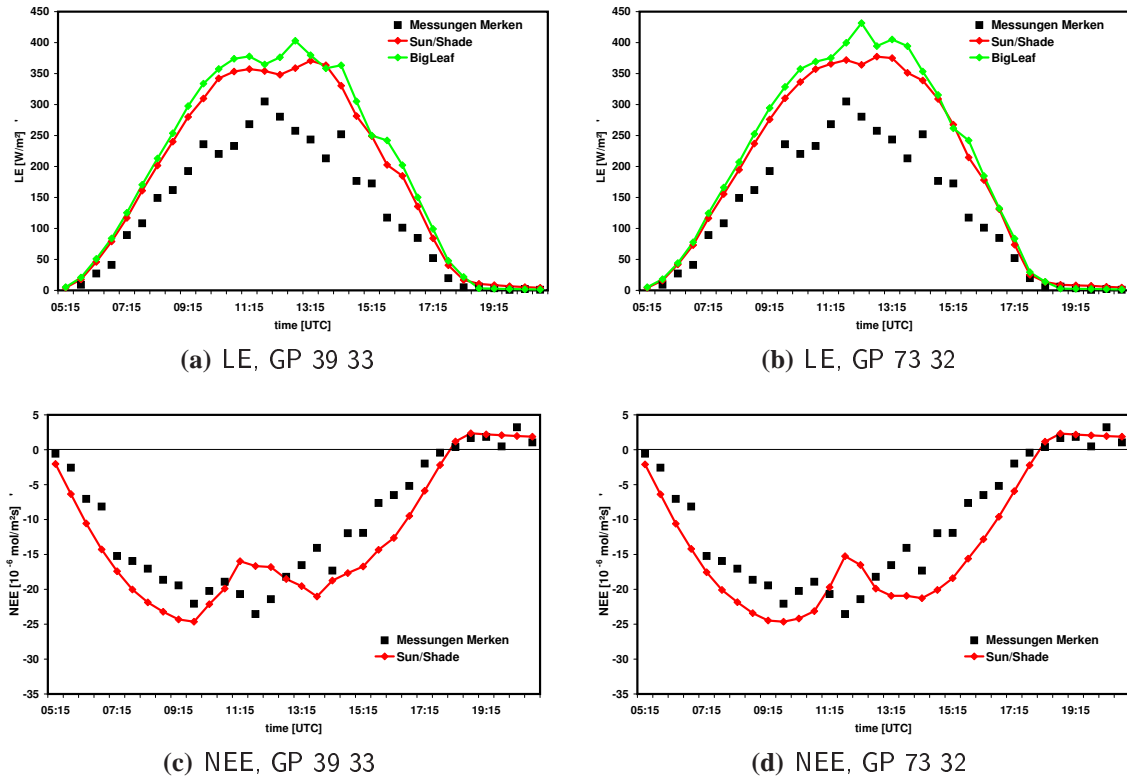 450
400
350
300
250
200
150
100
50
0
LE [W/m² '
Messungen Merken
Sun/Shade
BigLeaf
05:15 07:15 09:15 11:15 13:15 15:15 17:15 19:15
time [UTC]
(a) LE, GP 39 33
450
400
350
300
250
200
150
100
50
0
LE [W/m² '
Messungen Merken
Sun/Shade
BigLeaf
05:15 07:15 09:15 11:15 13:15 15:15 17:15 19:15
time [UTC]
(b) LE, GP 73 32
5
0
-5
-10
-15
-20
-25
-30
-35
NEE [10⁻⁶ mol/m²s] '
Messungen Merken
Sun/Shade
05:15 07:15 09:15 11:15 13:15 15:15 17:15 19:15
time [UTC]
(c) NEE, GP 39 33
5
0
-5
-10
-15
-20
-25
-30
-35
NEE [10⁻⁶ mol/m²s] '
Messungen Merken
Sun/Shade
05:15 07:15 09:15 11:15 13:15 15:15 17:15 19:15
time [UTC]
(d) NEE, GP 73 32